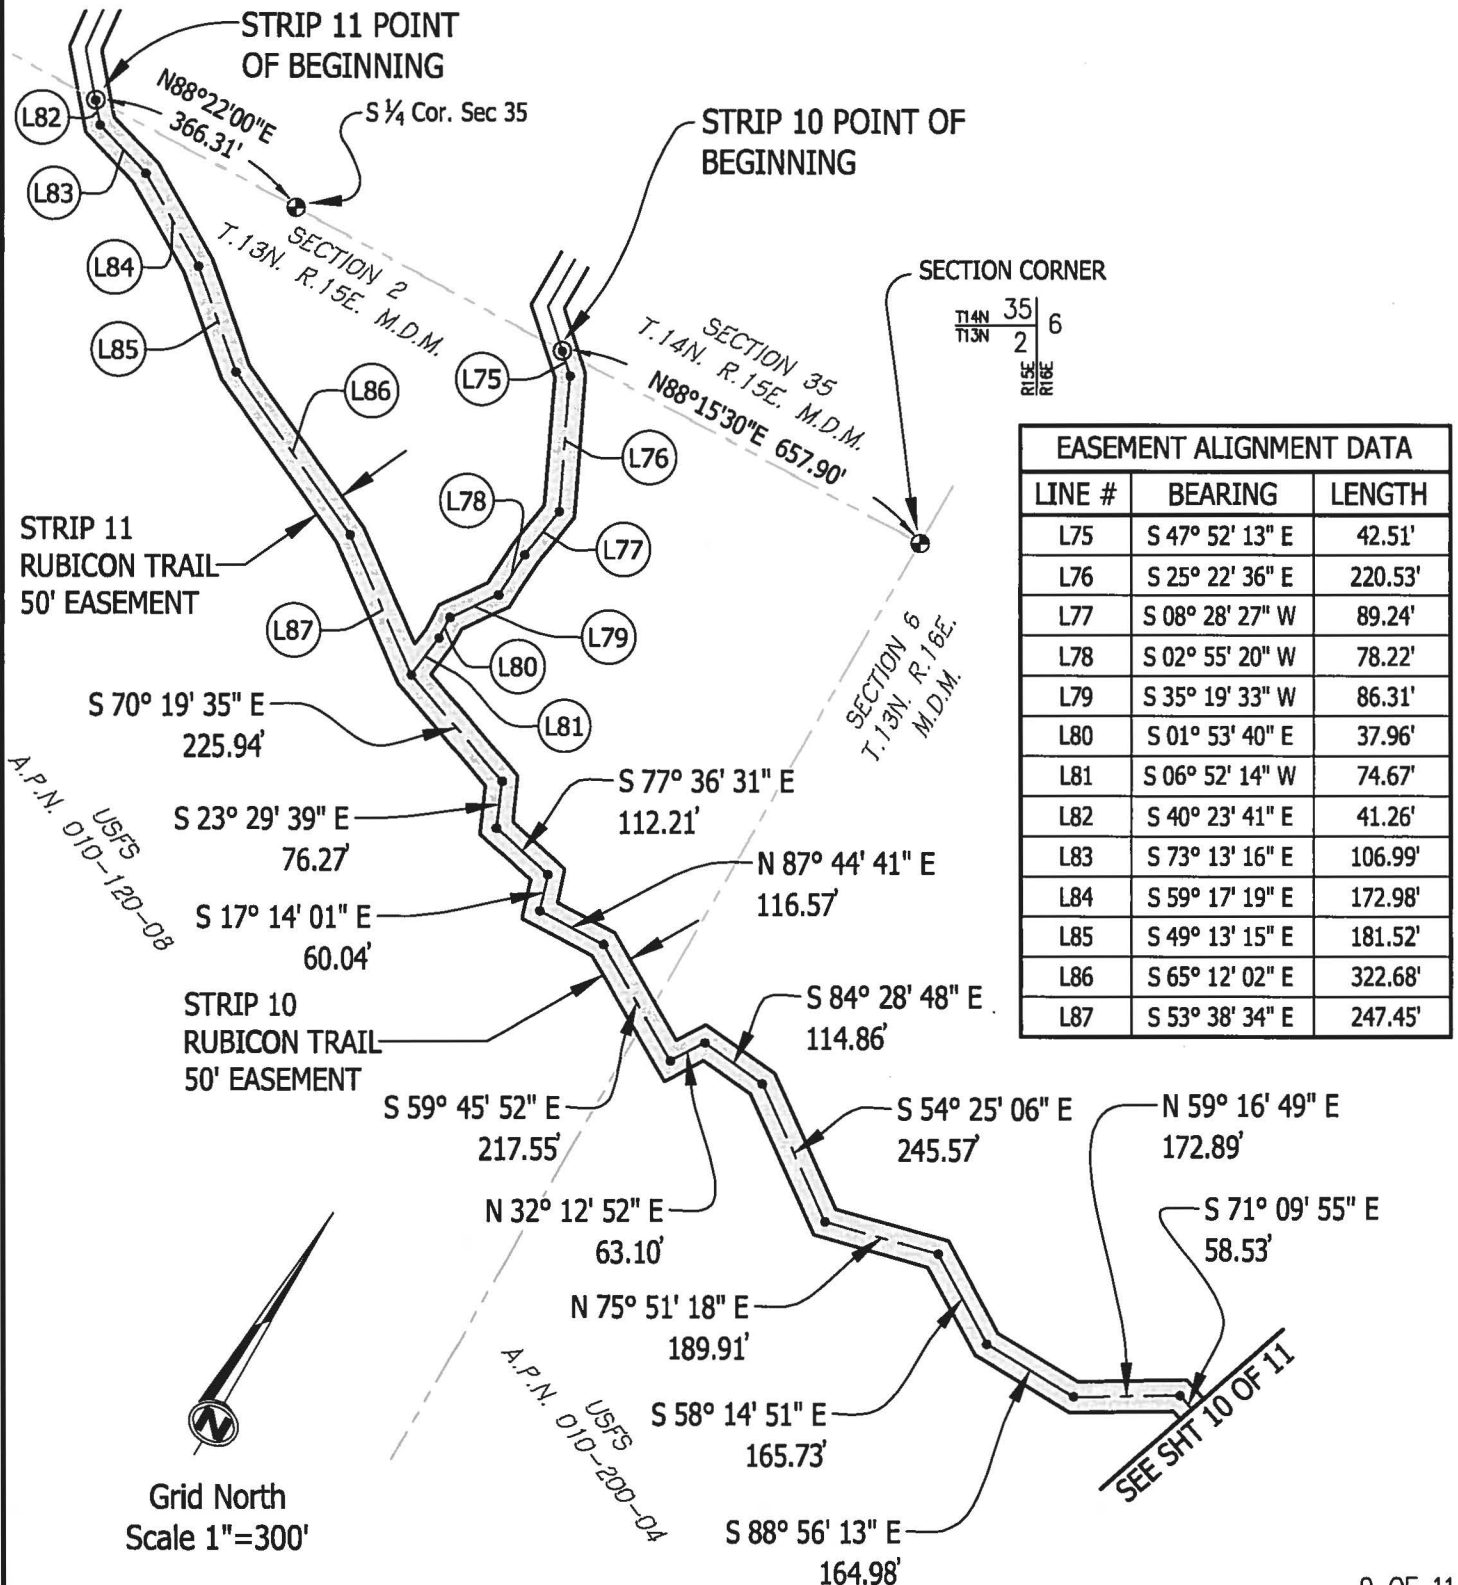 STRIP 11 POINT
OF BEGINNING
N88°22'00"E
366.31'
S 1/4 Cor. Sec 35
STRIP 10 POINT OF
BEGINNING
L82
L83
L84
L85
L86
L87
SECTION 2
T.13N. R.15E. M.D.M.
SECTION CORNER
T14N 35
T13N 2
6
R15E
R16E
SECTION 35
T.14N. R.15E. M.D.M.
N88°15'30"E 657.90'
L75
L76
L77
L78
L79
L80
L81
EASEMENT ALIGNMENT DATA
LINE # BEARING LENGTH
L75 S 47° 52' 13" E 42.51'
L76 S 25° 22' 36" E 220.53'
L77 S 08° 28' 27" W 89.24'
L78 S 02° 55' 20" W 78.22'
L79 S 35° 19' 33" W 86.31'
L80 S 01° 53' 40" E 37.96'
L81 S 06° 52' 14" W 74.67'
L82 S 40° 23' 41" E 41.26'
L83 S 73° 13' 16" E 106.99'
L84 S 59° 17' 19" E 172.98'
L85 S 49° 13' 15" E 181.52'
L86 S 65° 12' 02" E 322.68'
L87 S 53° 38' 34" E 247.45'
STRIP 11
RUBICON TRAIL
50' EASEMENT
SECTION 6
T.13N. R.16E.
M.D.M.
S 70° 19' 35" E
225.94'
S 23° 29' 39" E
76.27'
S 77° 36' 31" E
112.21'
USFS
A.P.N. 010-120-08
S 17° 14' 01" E
60.04'
N 87° 44' 41" E
116.57'
STRIP 10
RUBICON TRAIL
50' EASEMENT
S 84° 28' 48" E
114.86'
S 59° 45' 52" E
217.55'
S 54° 25' 06" E
245.57'
N 59° 16' 49" E
172.89'
N 32° 12' 52" E
63.10'
S 71° 09' 55" E
58.53'
N 75° 51' 18" E
189.91'
USFS
A.P.N. 010-200-04
S 58° 14' 51" E
165.73'
SEE SHT 10 OF 11
S 88° 56' 13" E
164.98'
N
Grid North
Scale 1"=300'
9 OF 11